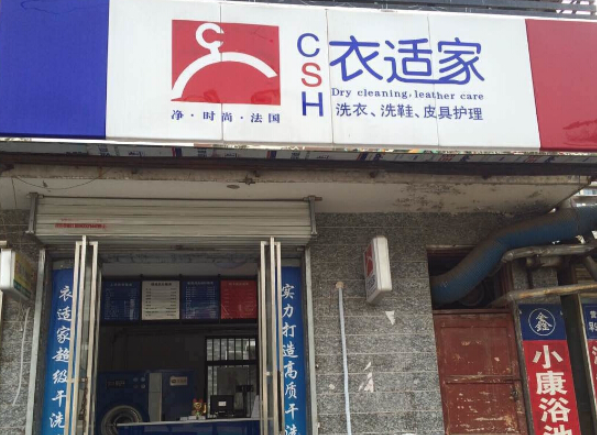 CSH
衣适家
Dry cleaning, leather care
洗衣、洗鞋、皮具护理
净·时尚·法国
衣适家超级干洗
实力打造高质干洗
鑫
小康浴池